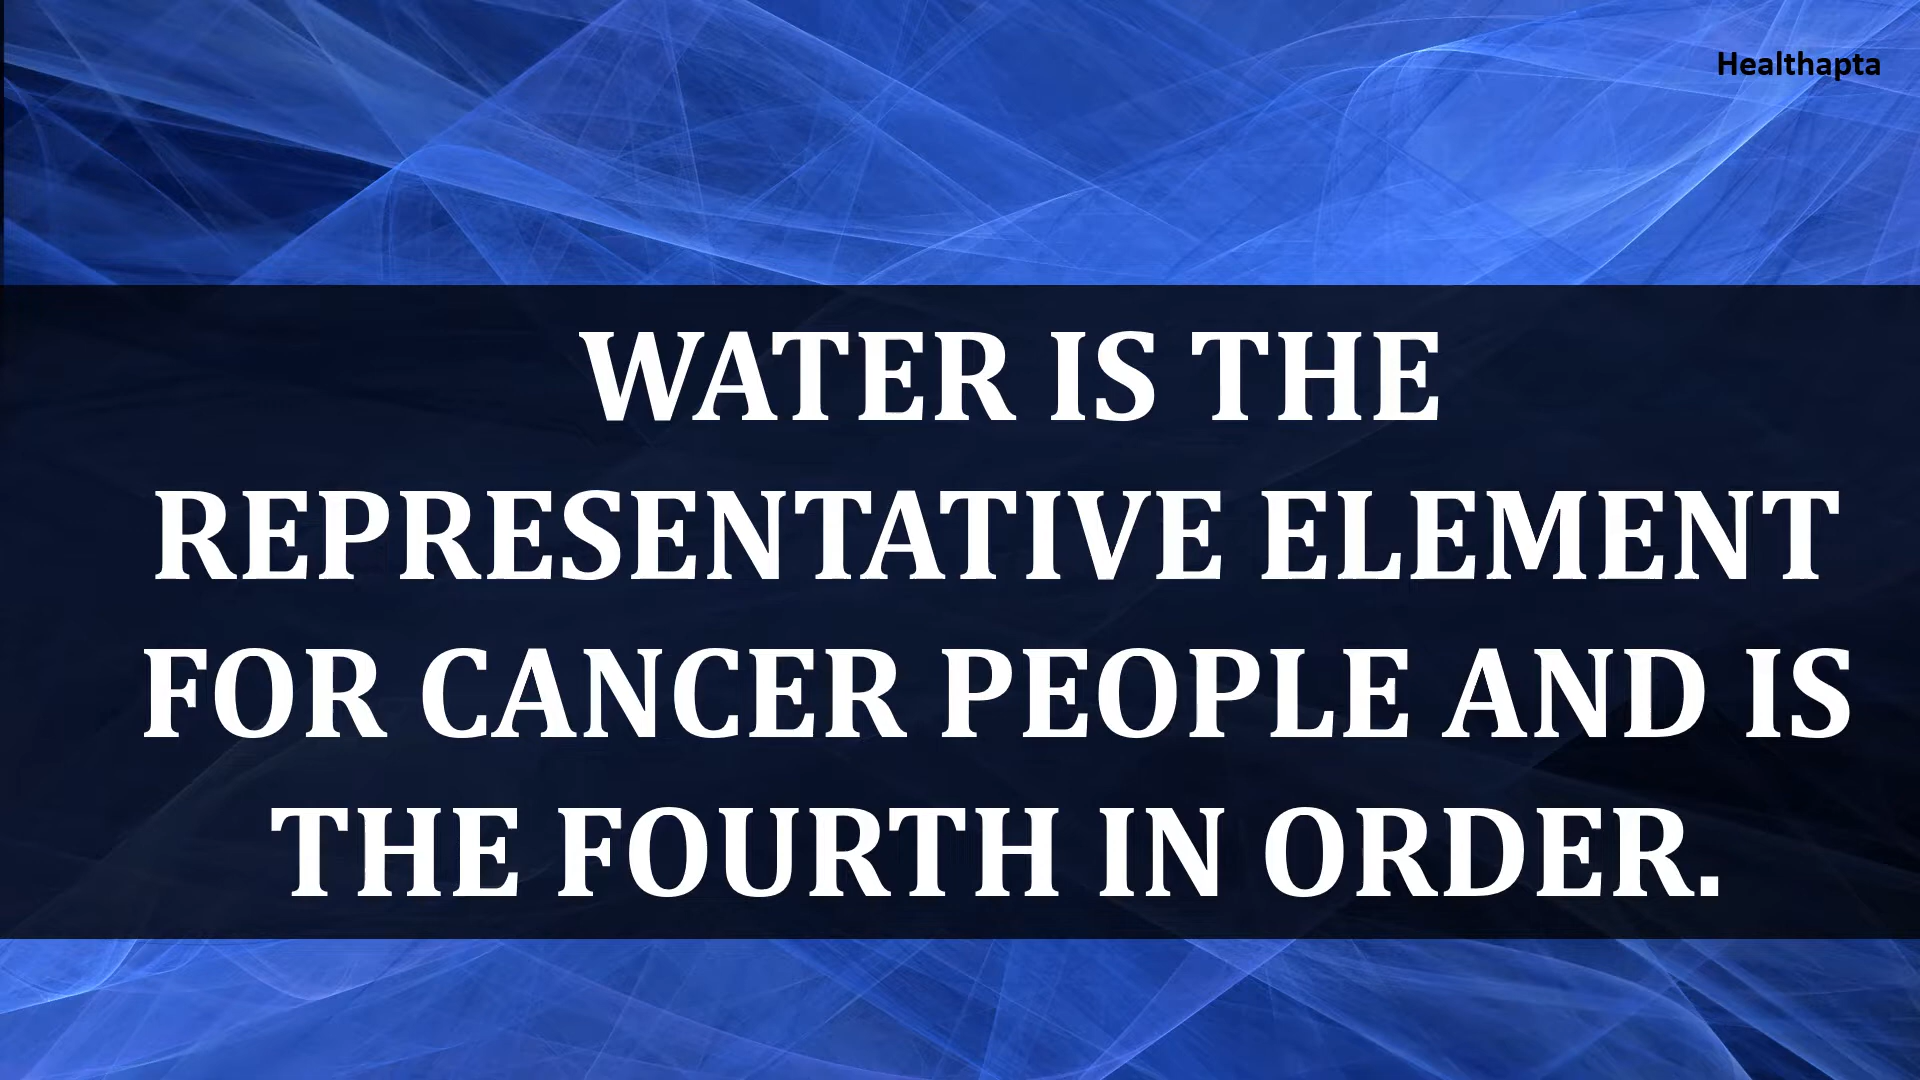 Healthapta
WATER IS THE
REPRESENTATIVE ELEMENT
FOR CANCER PEOPLE AND IS
THE FOURTH IN ORDER.